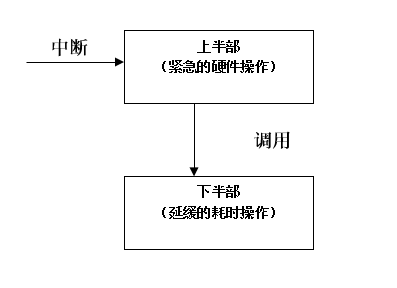 中断
上半部
（紧急的硬件操作）
调用
下半部
（延缓的耗时操作）